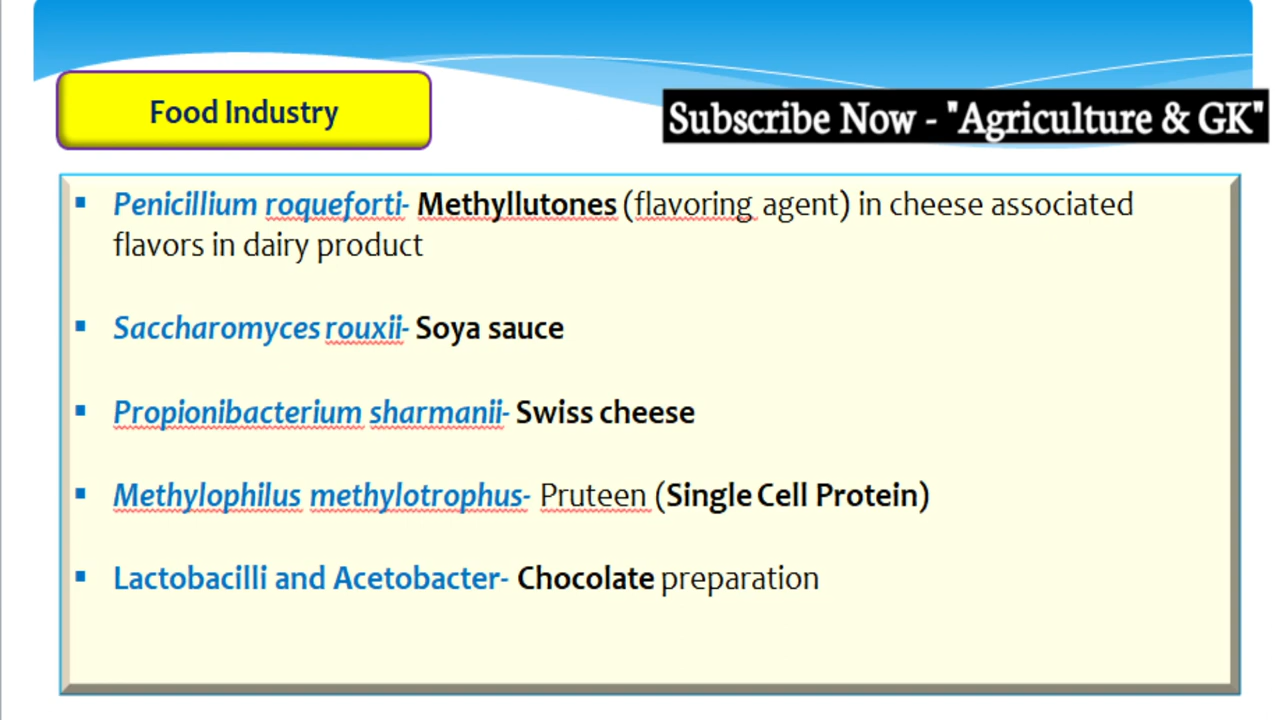 Food Industry
Subscribe Now - "Agriculture & GK"
▪ Penicillium roqueforti- Methyllutones (flavoring agent) in cheese associated
flavors in dairy product
▪ Saccharomyces rouxii- Soya sauce
▪ Propionibacterium sharmanii- Swiss cheese
▪ Methylophilus methylotrophus- Pruteen (Single Cell Protein)
▪ Lactobacilli and Acetobacter- Chocolate preparation